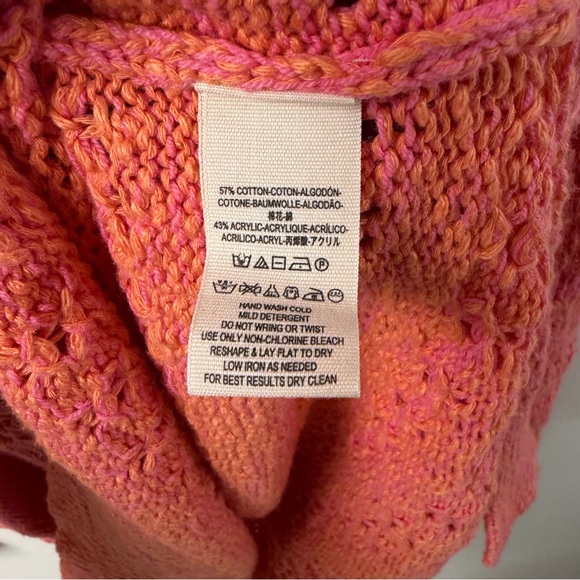 57% COTTON-COTON-ALGODÓN-
COTONE-BAUMWOLLE-ALGODÃO-
棉花-綿
43% ACRYLIC-ACRYLIQUE-ACRÍLICO-
ACRILICO-ACRYL-丙烯酸-アクリル
HAND WASH COLD
MILD DETERGENT
DO NOT WRING OR TWIST
USE ONLY NON-CHLORINE BLEACH
RESHAPE & LAY FLAT TO DRY
LOW IRON AS NEEDED
FOR BEST RESULTS DRY CLEAN